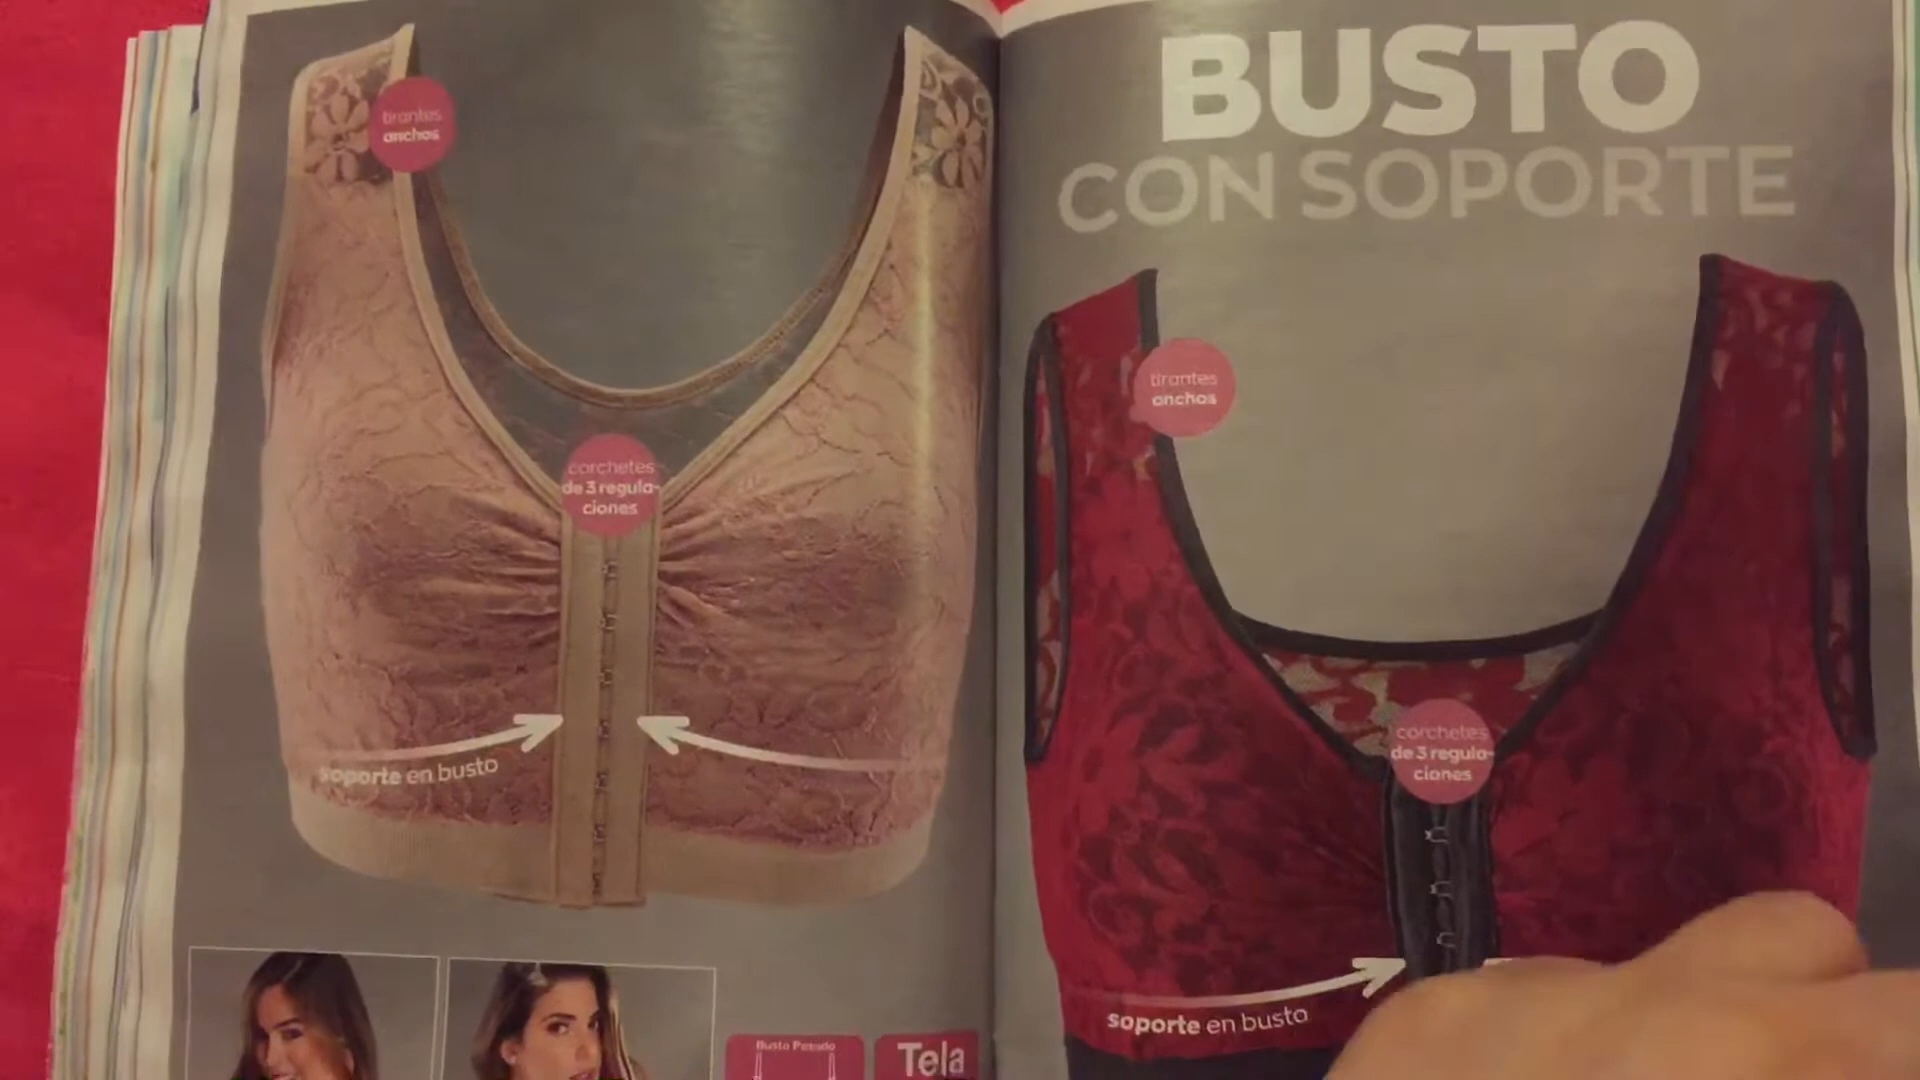 tirantes
anchos
corchetes
de 3 regula-
ciones
soporte en busto
Busto Pesado
Tela
BUSTO
CON SOPORTE
tirantes
anchos
corchetes
de 3 regula-
ciones
soporte en busto